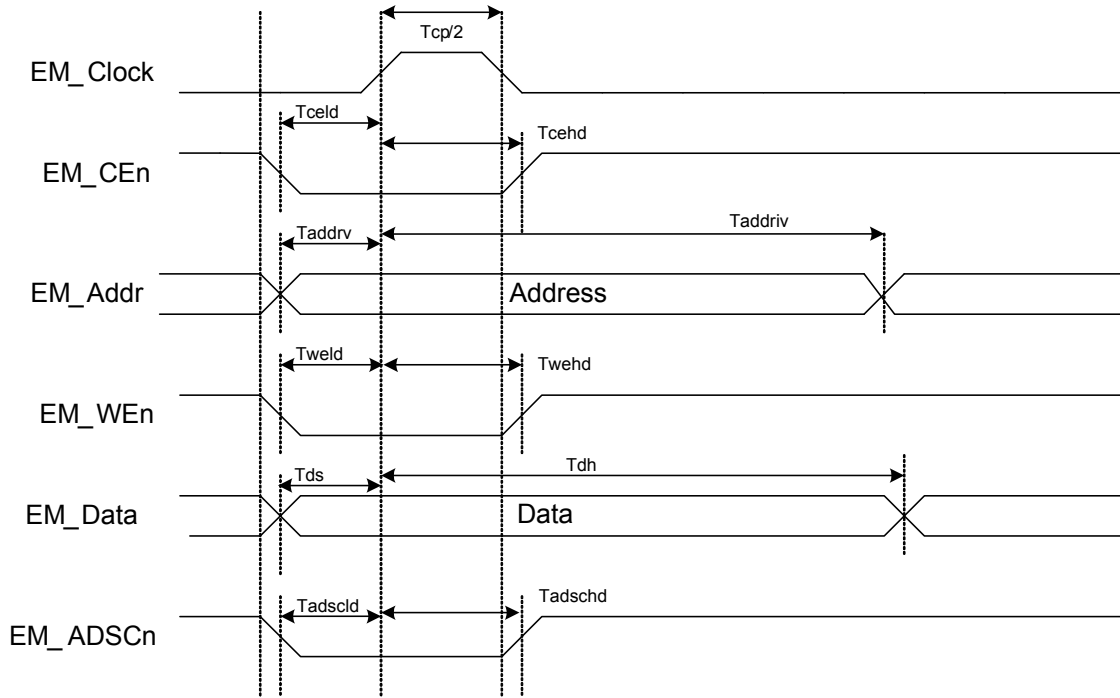 Tcp/2
EM_Clock
Tceld
Tcehd
EM_CEn
Taddrv
Taddriv
EM_Addr
Address
Tweld
Twehd
EM_WEn
Tds
Tdh
EM_Data
Data
Tadscld
Tadschd
EM_ADSCn